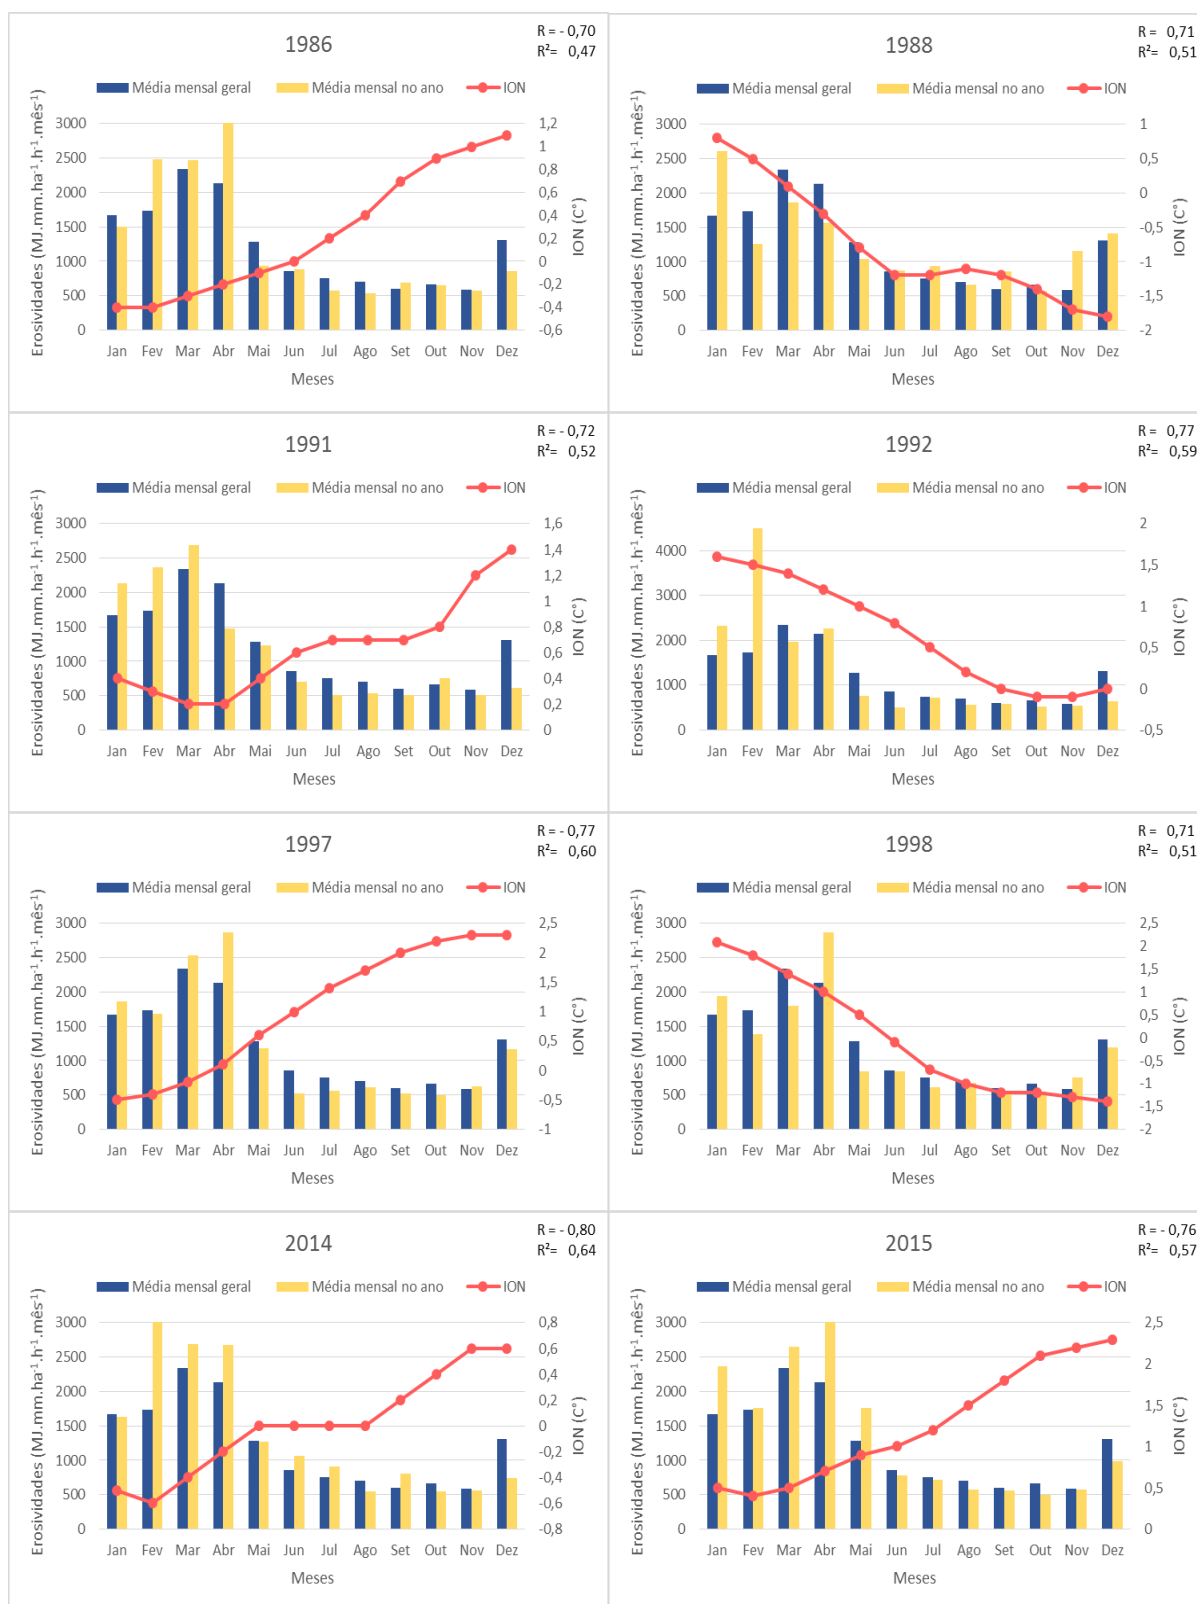 1986
R = - 0,70
R²= 0,47
Média mensal geral Média mensal no ano ION
Erosividades (MJ.mm.ha⁻¹.h⁻¹.mês⁻¹)
3000
2500
2000
1500
1000
500
0
1,2
1
0,8
0,6
0,4
0,2
0
-0,2
-0,4
-0,6
ION (C°)
Jan Fev Mar Abr Mai Jun Jul Ago Set Out Nov Dez
Meses
1988
R = 0,71
R²= 0,51
Média mensal geral Média mensal no ano ION
Erosividades (MJ.mm.ha⁻¹.h⁻¹.mês⁻¹)
3000
2500
2000
1500
1000
500
0
1
0,5
0
-0,5
-1
-1,5
-2
ION (C°)
Jan Fev Mar Abr Mai Jun Jul Ago Set Out Nov Dez
Meses
1991
R = - 0,72
R²= 0,52
Média mensal geral Média mensal no ano ION
Erosividades (MJ.mm.ha⁻¹.h⁻¹.mês⁻¹)
3000
2500
2000
1500
1000
500
0
1,6
1,4
1,2
1
0,8
0,6
0,4
0,2
0
ION (C°)
Jan Fev Mar Abr Mai Jun Jul Ago Set Out Nov Dez
Meses
1992
R = 0,77
R²= 0,59
Média mensal geral Média mensal no ano ION
Erosividades (MJ.mm.ha⁻¹.h⁻¹.mês⁻¹)
4000
3000
2000
1000
0
2
1,5
1
0,5
0
-0,5
ION (C°)
Jan Fev Mar Abr Mai Jun Jul Ago Set Out Nov Dez
Meses
1997
R = - 0,77
R²= 0,60
Média mensal geral Média mensal no ano ION
Erosividades (MJ.mm.ha⁻¹.h⁻¹.mês⁻¹)
3000
2500
2000
1500
1000
500
0
2,5
2
1,5
1
0,5
0
-0,5
-1
ION (C°)
Jan Fev Mar Abr Mai Jun Jul Ago Set Out Nov Dez
Meses
1998
R = 0,71
R²= 0,51
Média mensal geral Média mensal no ano ION
Erosividades (MJ.mm.ha⁻¹.h⁻¹.mês⁻¹)
3000
2500
2000
1500
1000
500
0
2,5
2
1,5
1
0,5
0
-0,5
-1
-1,5
-2
ION (C°)
Jan Fev Mar Abr Mai Jun Jul Ago Set Out Nov Dez
Meses
2014
R = - 0,80
R²= 0,64
Média mensal geral Média mensal no ano ION
Erosividades (MJ.mm.ha⁻¹.h⁻¹.mês⁻¹)
3000
2500
2000
1500
1000
500
0
0,8
0,6
0,4
0,2
0
-0,2
-0,4
-0,6
-0,8
ION (C°)
Jan Fev Mar Abr Mai Jun Jul Ago Set Out Nov Dez
Meses
2015
R = - 0,76
R²= 0,57
Média mensal geral Média mensal no ano ION
Erosividades (MJ.mm.ha⁻¹.h⁻¹.mês⁻¹)
3000
2500
2000
1500
1000
500
0
2,5
2
1,5
1
0,5
0
ION (C°)
Jan Fev Mar Abr Mai Jun Jul Ago Set Out Nov Dez
Meses